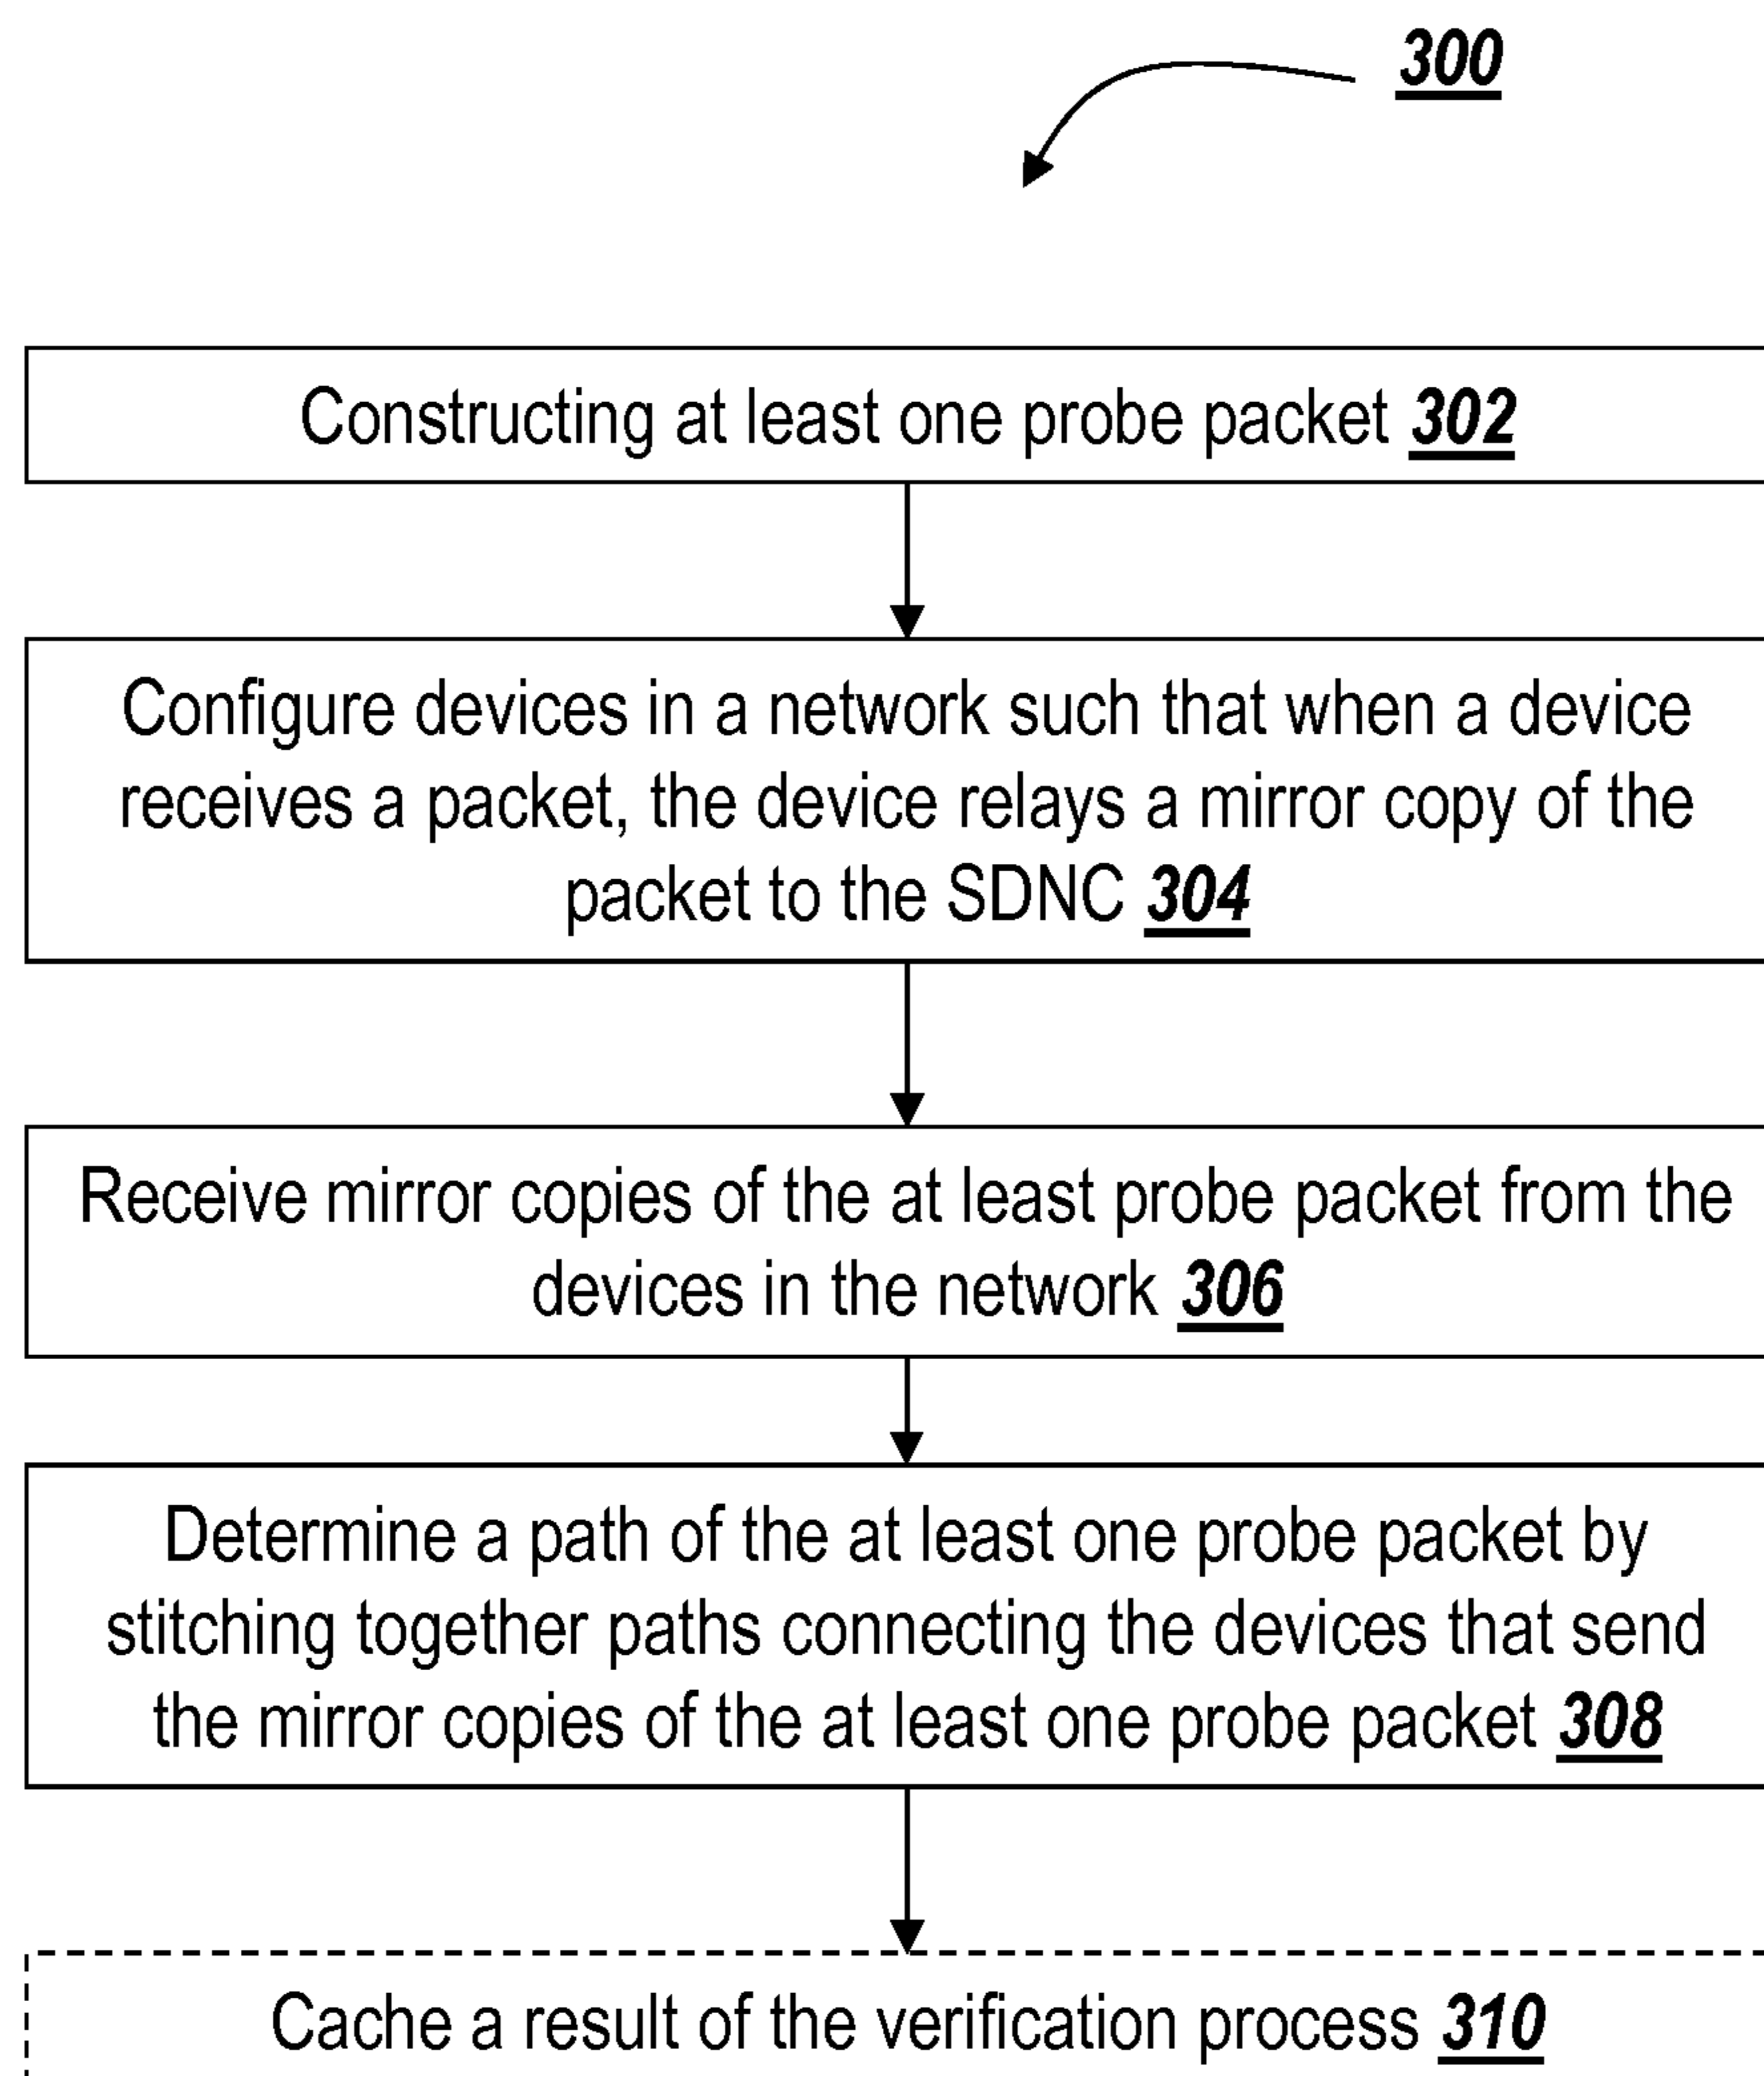 300
Constructing at least one probe packet 302
Configure devices in a network such that when a device
receives a packet, the device relays a mirror copy of the
packet to the SDNC 304
Receive mirror copies of the at least probe packet from the
devices in the network 306
Determine a path of the at least one probe packet by
stitching together paths connecting the devices that send
the mirror copies of the at least one probe packet 308
Cache a result of the verification process 310